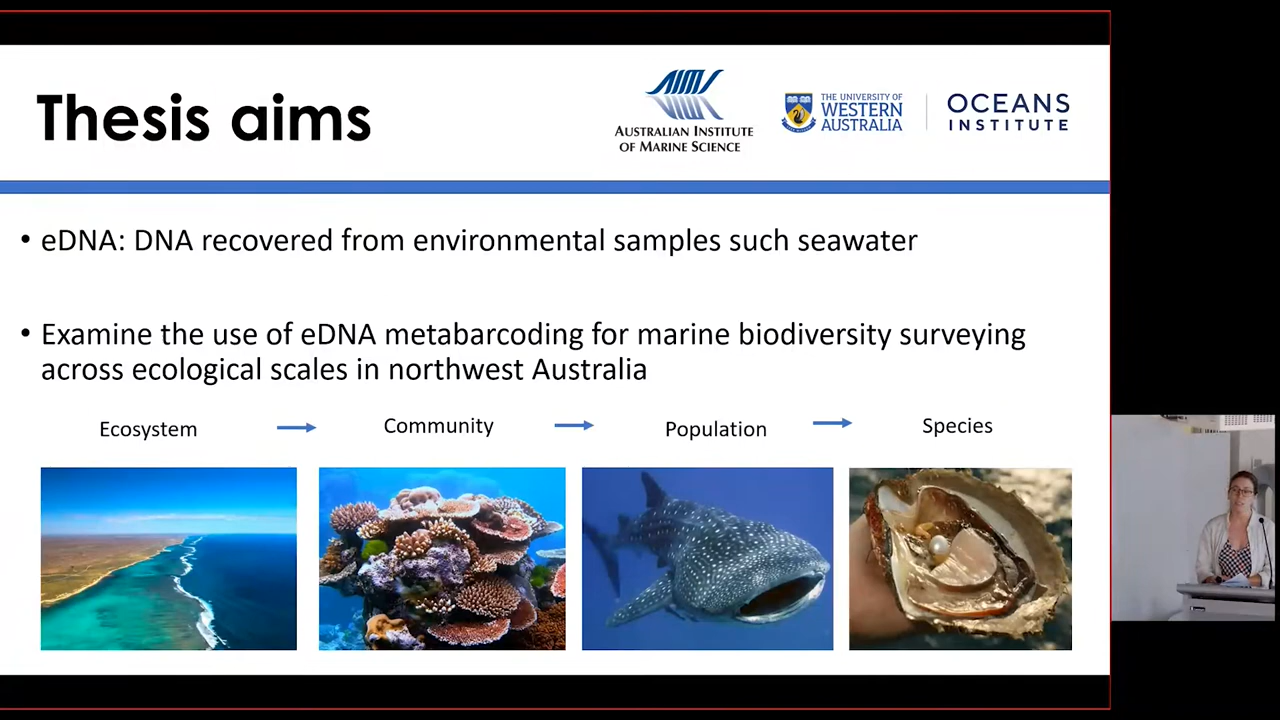 Thesis aims
AIMS
AUSTRALIAN INSTITUTE
OF MARINE SCIENCE
THE UNIVERSITY OF
WESTERN
AUSTRALIA
OCEANS
INSTITUTE
• eDNA: DNA recovered from environmental samples such seawater
• Examine the use of eDNA metabarcoding for marine biodiversity surveying
across ecological scales in northwest Australia
Ecosystem
Community
Population
Species